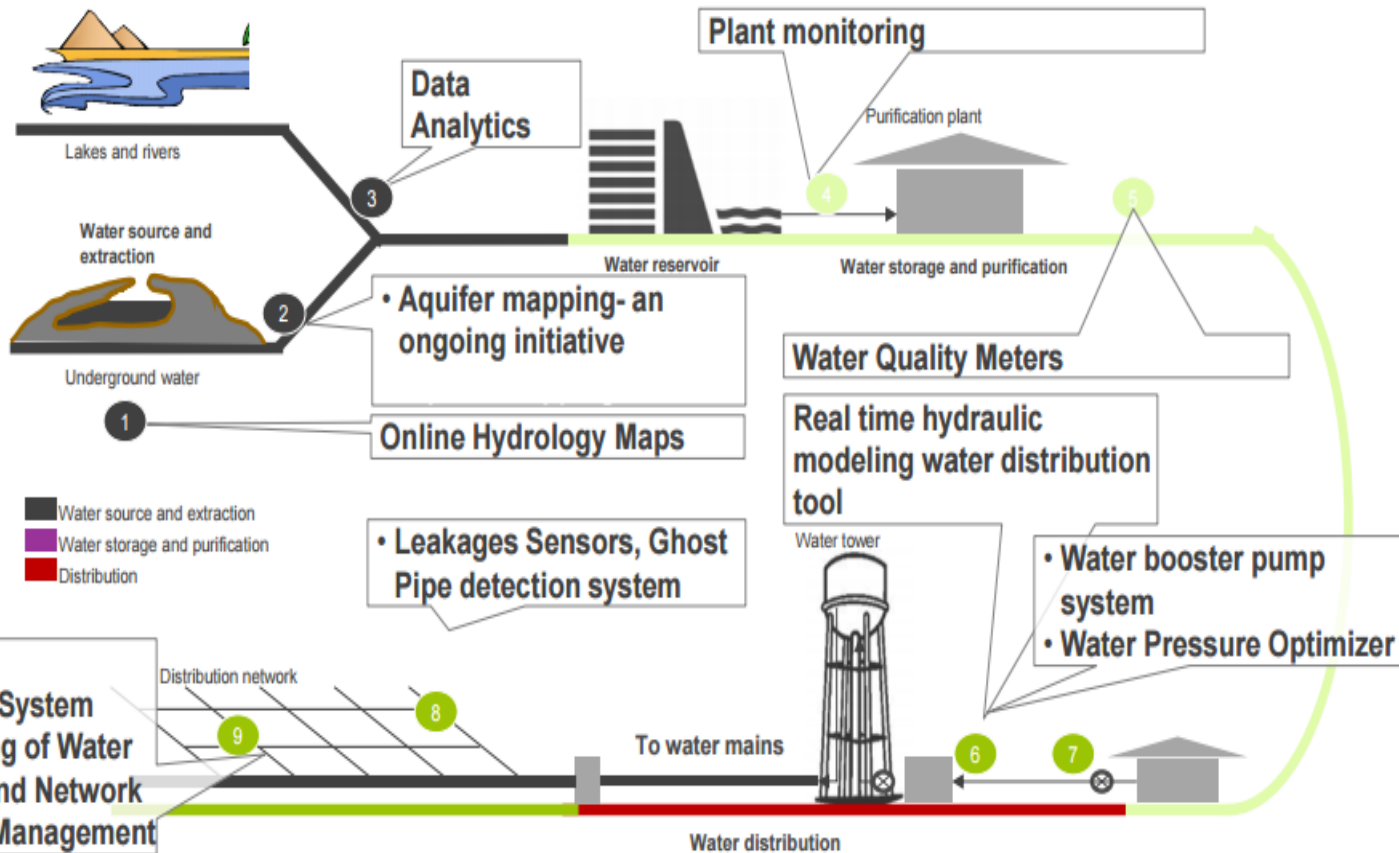 Plant monitoring
Data
Analytics
Purification plant
Lakes and rivers
3
4
5
Water source and
extraction
Water reservoir
Water storage and purification
2
• Aquifer mapping- an
ongoing initiative
Underground water
Water Quality Meters
1
Online Hydrology Maps
Real time hydraulic
modeling water distribution
tool
Water source and extraction
Water storage and purification
Distribution
• Leakages Sensors, Ghost
Pipe detection system
Water tower
• Water booster pump
system
• Water Pressure Optimizer
Distribution network
System
of Water
Network
Management
8
9
To water mains
6
7
Water distribution